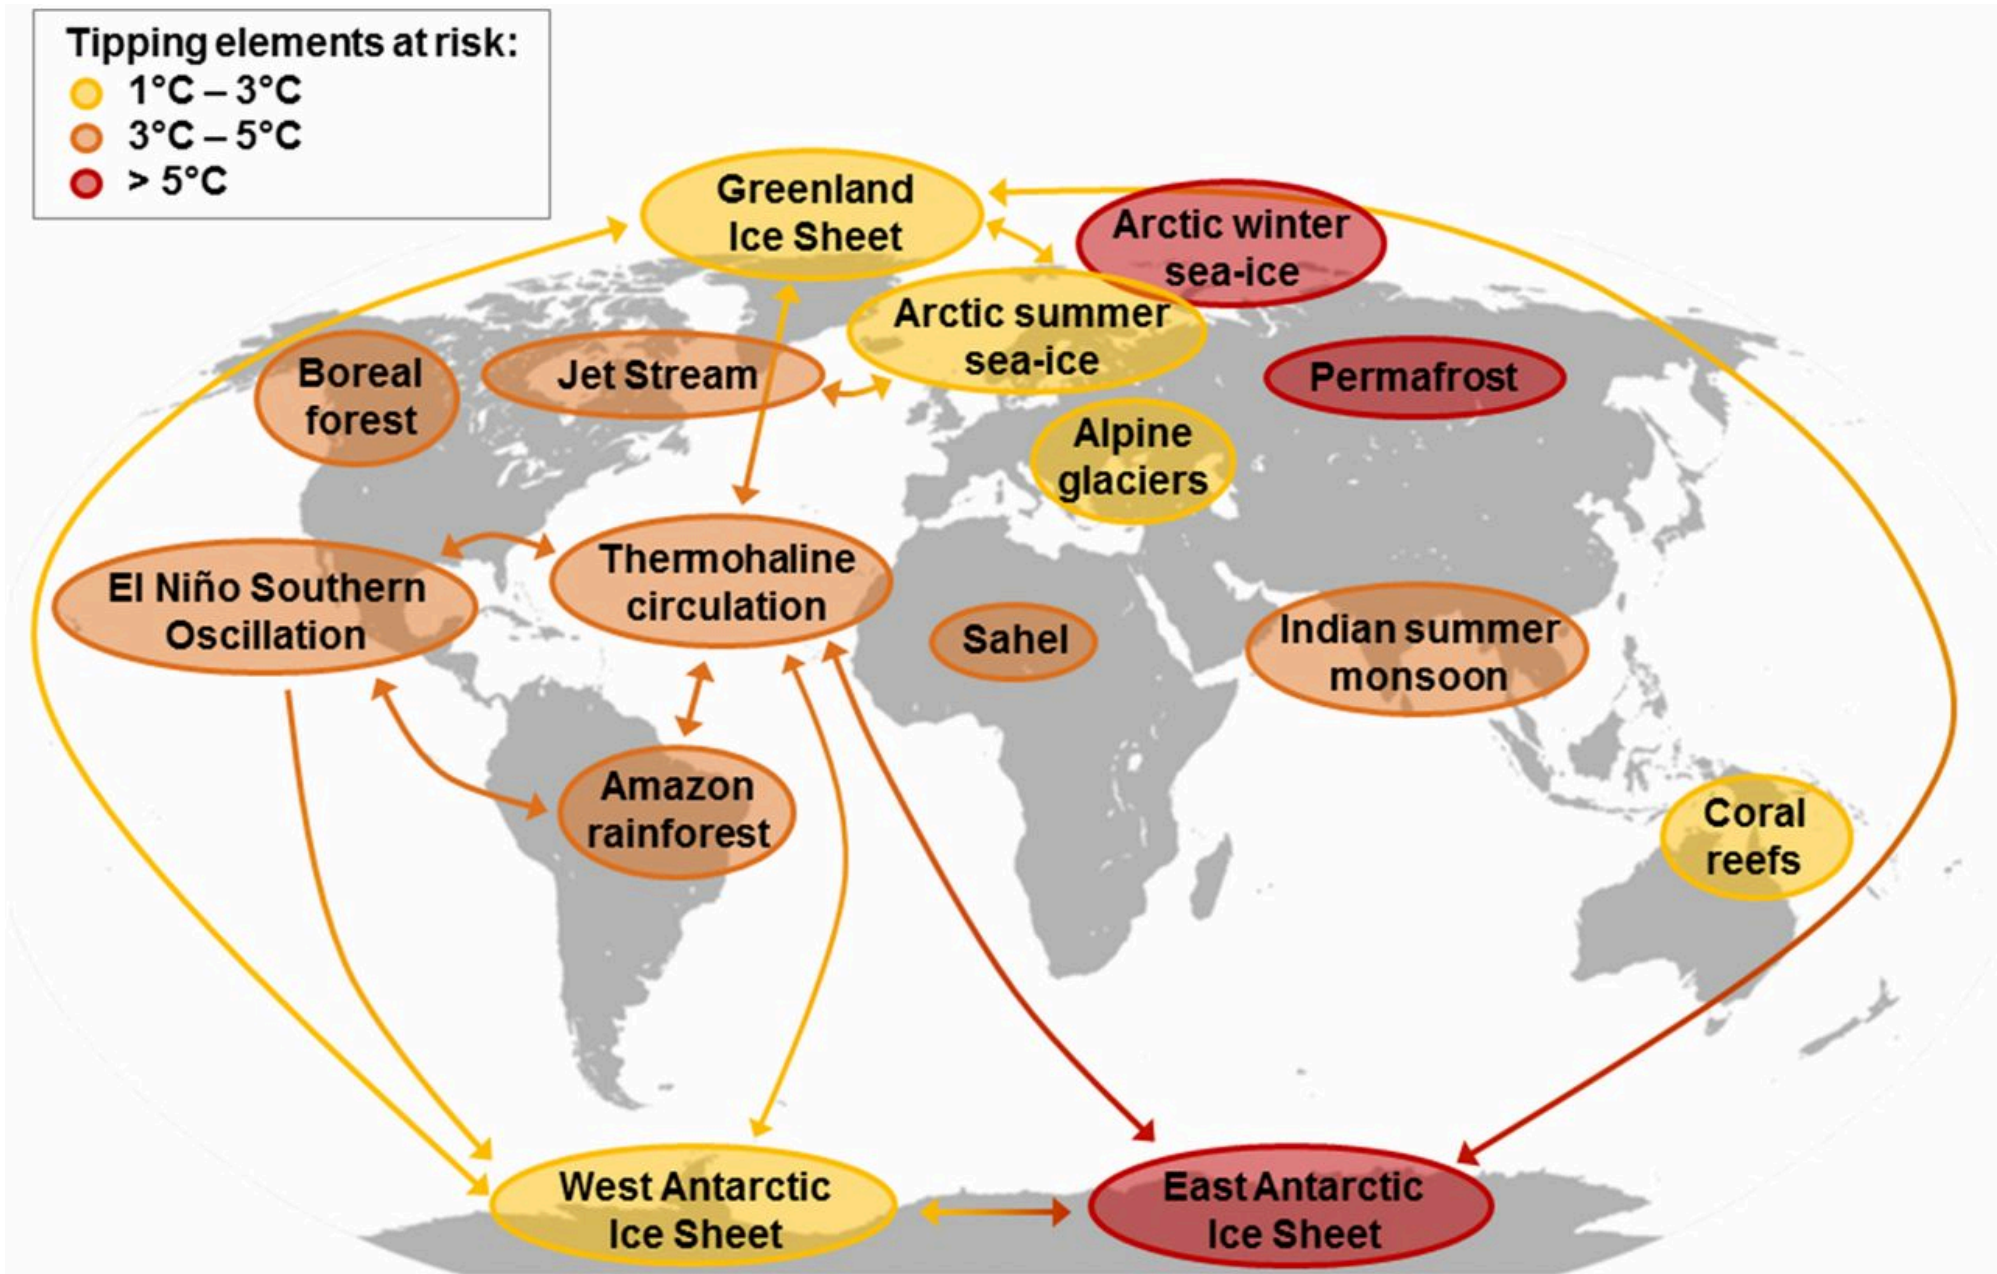 Tipping elements at risk:
1°C – 3°C
3°C – 5°C
> 5°C
Greenland
Ice Sheet
Arctic winter
sea-ice
Arctic summer
sea-ice
Boreal
forest
Jet Stream
Permafrost
Alpine
glaciers
El Niño Southern
Oscillation
Thermohaline
circulation
Sahel
Indian summer
monsoon
Amazon
rainforest
Coral
reefs
West Antarctic
Ice Sheet
East Antarctic
Ice Sheet